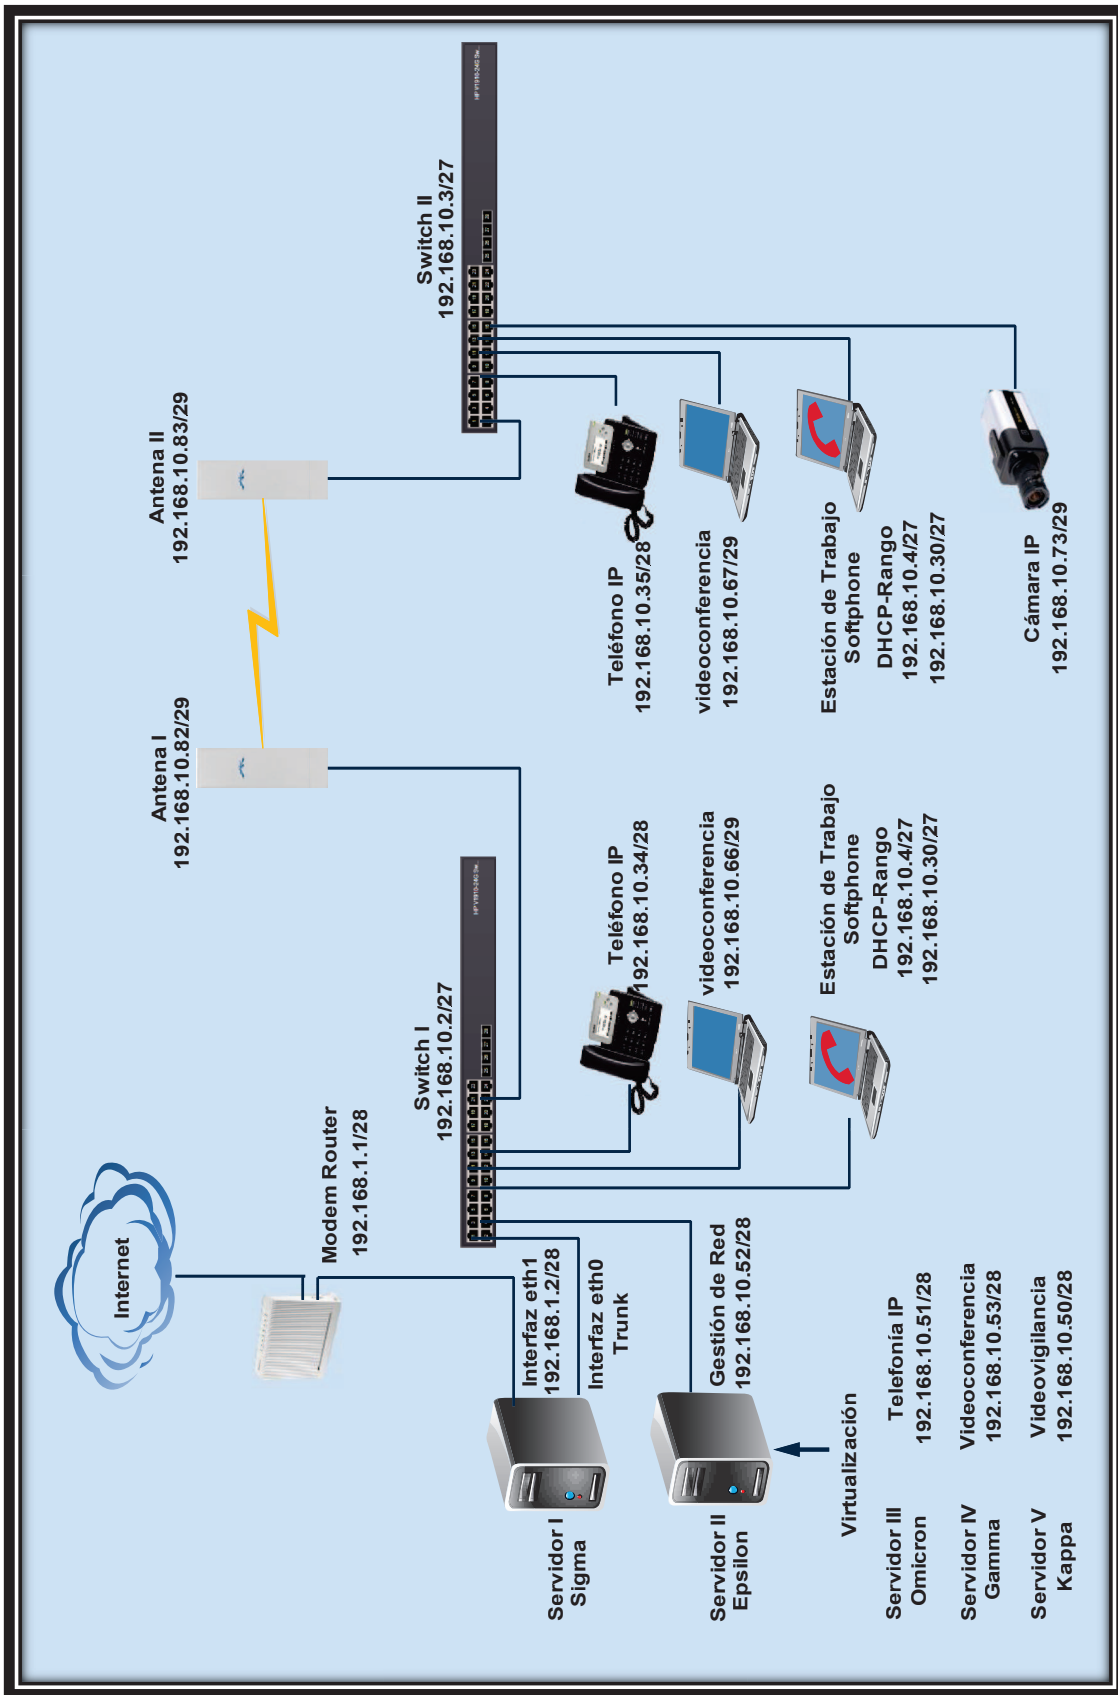 Internet
Modem Router
192.168.1.1/28
Interfaz eth1
192.168.1.2/28
Interfaz eth0
Trunk
Servidor I
Sigma
Gestión de Red
192.168.10.52/28
Servidor II
Epsilon
Virtualización
Servidor III
Omicron
Telefonía IP
192.168.10.51/28
Servidor IV
Gamma
Videoconferencia
192.168.10.53/28
Servidor V
Kappa
Videovigilancia
192.168.10.50/28
Switch I
192.168.10.2/27
Teléfono IP
192.168.10.34/28
videoconferencia
192.168.10.66/29
Estación de Trabajo
Softphone
DHCP-Rango
192.168.10.4/27
192.168.10.30/27
Antena I
192.168.10.82/29
Antena II
192.168.10.83/29
Switch II
192.168.10.3/27
HP V1910-24G Sw...
Teléfono IP
192.168.10.35/28
videoconferencia
192.168.10.67/29
Estación de Trabajo
Softphone
DHCP-Rango
192.168.10.4/27
192.168.10.30/27
Cámara IP
192.168.10.73/29